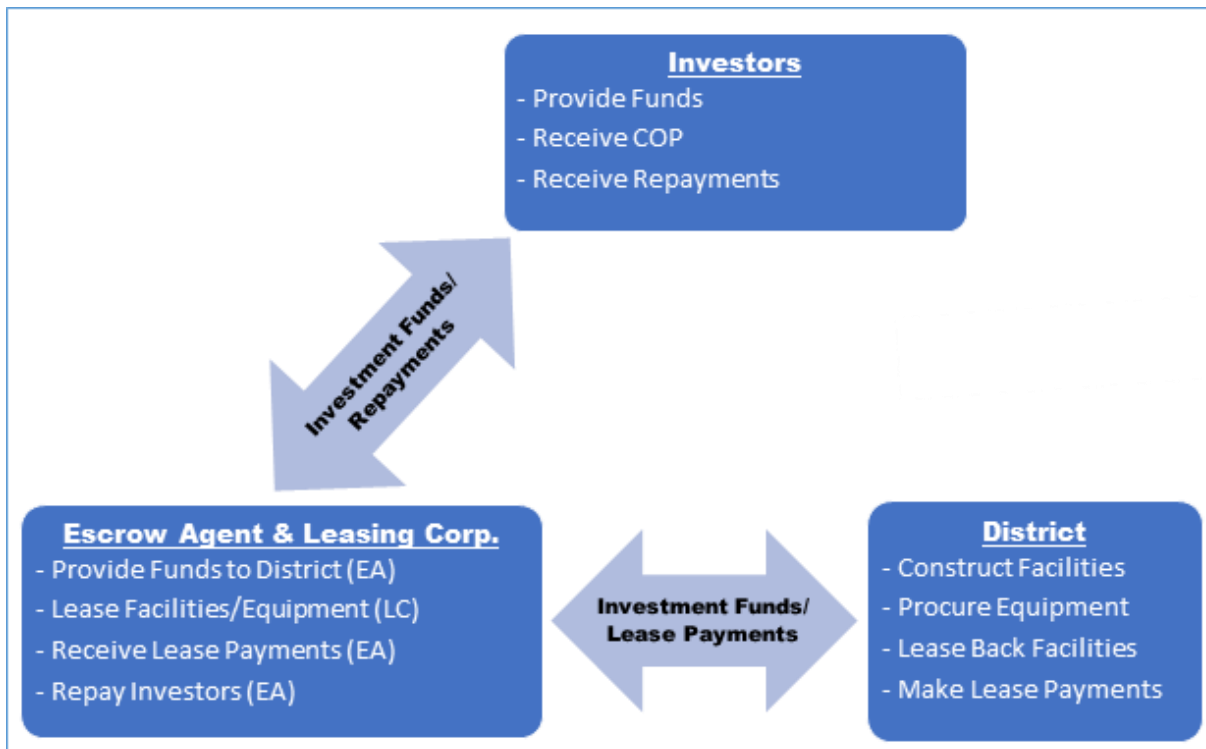 Investors
- Provide Funds
- Receive COP
- Receive Repayments
Investment Funds/
Repayments
Escrow Agent & Leasing Corp.
- Provide Funds to District (EA)
- Lease Facilities/Equipment (LC)
- Receive Lease Payments (EA)
- Repay Investors (EA)
Investment Funds/
Lease Payments
District
- Construct Facilities
- Procure Equipment
- Lease Back Facilities
- Make Lease Payments